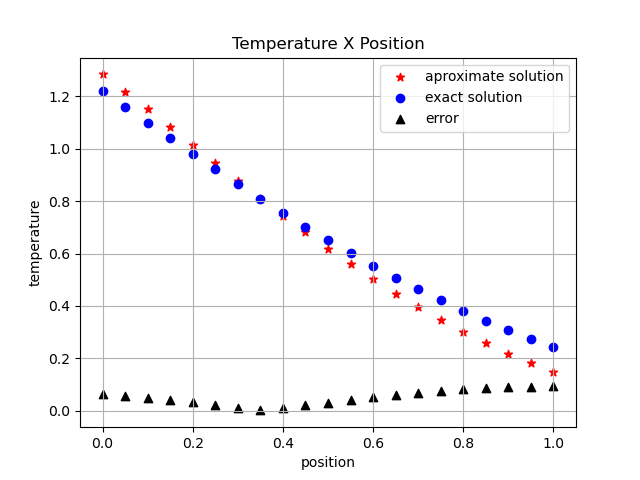 Temperature X Position
aproximate solution
exact solution
error
temperature
1.2
1.0
0.8
0.6
0.4
0.2
0.0
0.0 0.2 0.4 0.6 0.8 1.0
position